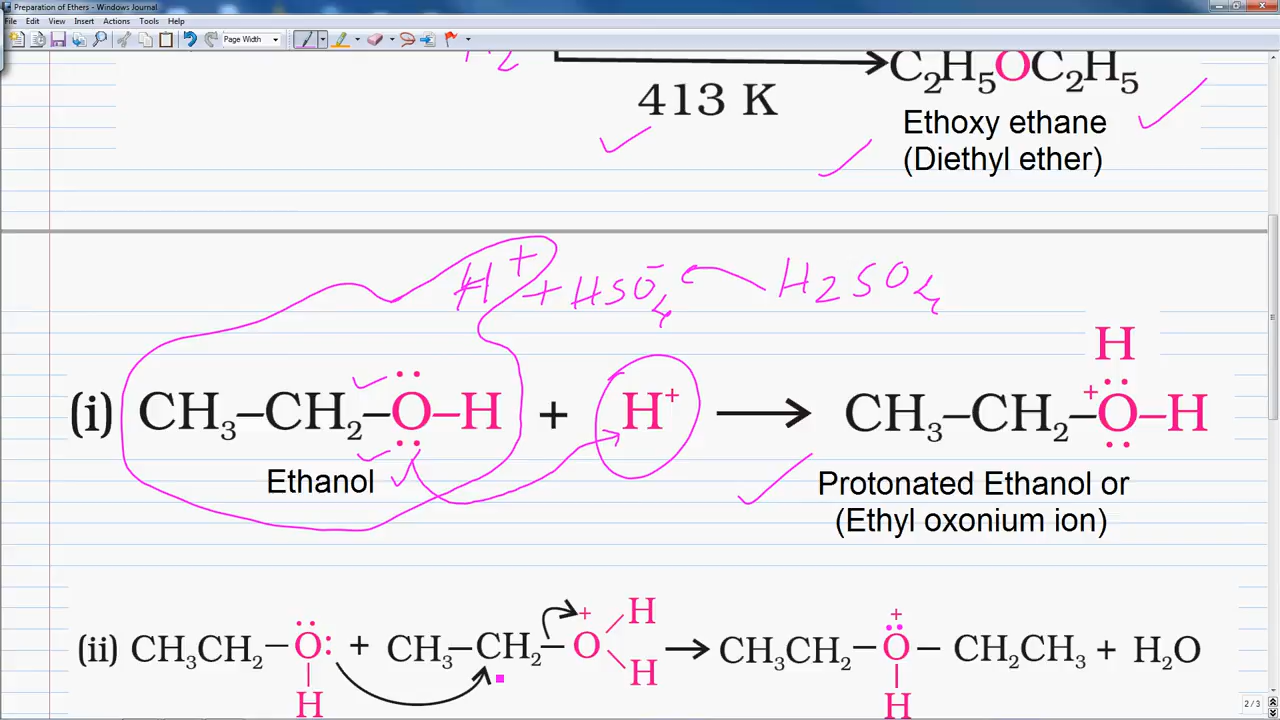 Preparation of Ethers - Windows Journal
File Edit View Insert Actions Tools Help
Page Width
H₂
C₂H₅OC₂H₅
413 K
Ethoxy ethane
(Diethyl ether)
H⁺ + HSO₄⁻ H₂SO₄
H
(i) CH₃–CH₂–O–H + H⁺ → CH₃–CH₂–O⁺–H
Ethanol
Protonated Ethanol or
(Ethyl oxonium ion)
H
(ii) CH₃CH₂–O: + CH₃–CH₂–O⁺ → CH₃CH₂–O⁺–CH₂CH₃ + H₂O
H H H
2 / 3